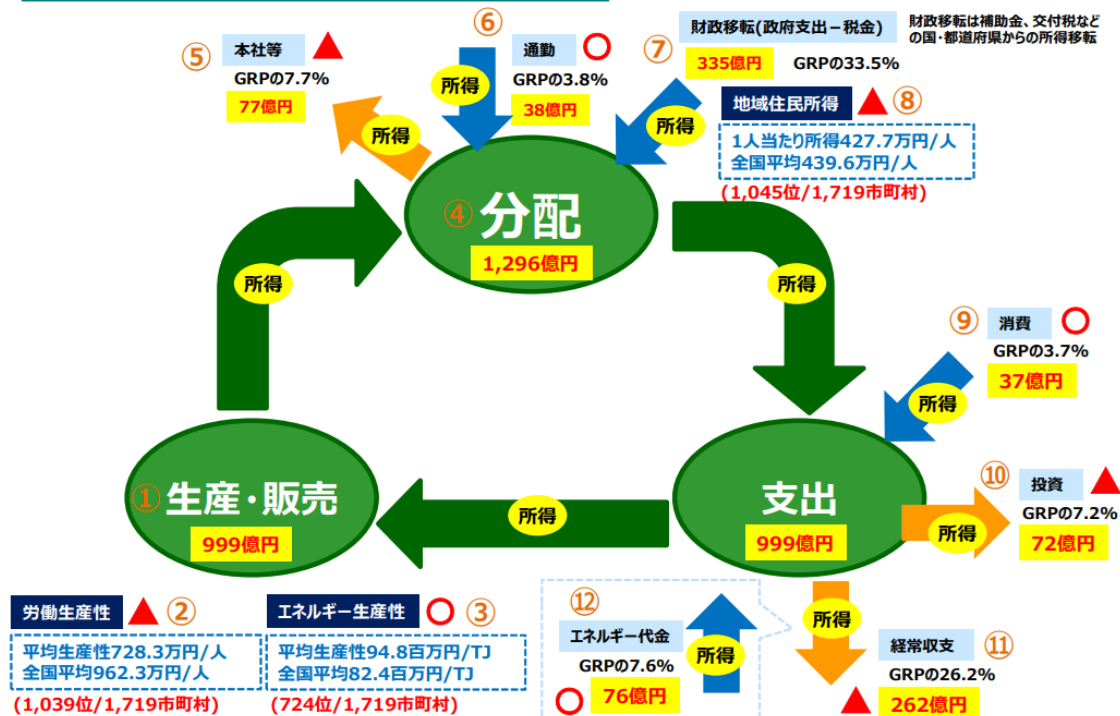 ⑤
本社等 ▲
GRPの7.7%
77億円
所得
⑥
通勤 ○
GRPの3.8%
38億円
所得
⑦
財政移転(政府支出－税金)
335億円 GRPの33.5%
所得
財政移転は補助金、交付税など
の国・都道府県からの所得移転
地域住民所得 ▲ ⑧
1人当たり所得427.7万円/人
全国平均439.6万円/人
(1,045位/1,719市町村)
④ 分配
1,296億円
所得
所得
⑨ 消費 ○
GRPの3.7%
37億円
所得
① 生産・販売
999億円
所得
支出
999億円
⑩
投資 ▲
GRPの7.2%
72億円
所得
労働生産性 ▲ ②
平均生産性728.3万円/人
全国平均962.3万円/人
(1,039位/1,719市町村)
エネルギー生産性 ○ ③
平均生産性94.8百万円/TJ
全国平均82.4百万円/TJ
(724位/1,719市町村)
⑫
エネルギー代金
GRPの7.6%
○ 76億円
所得
所得
経常収支 ⑪
GRPの26.2%
▲ 262億円